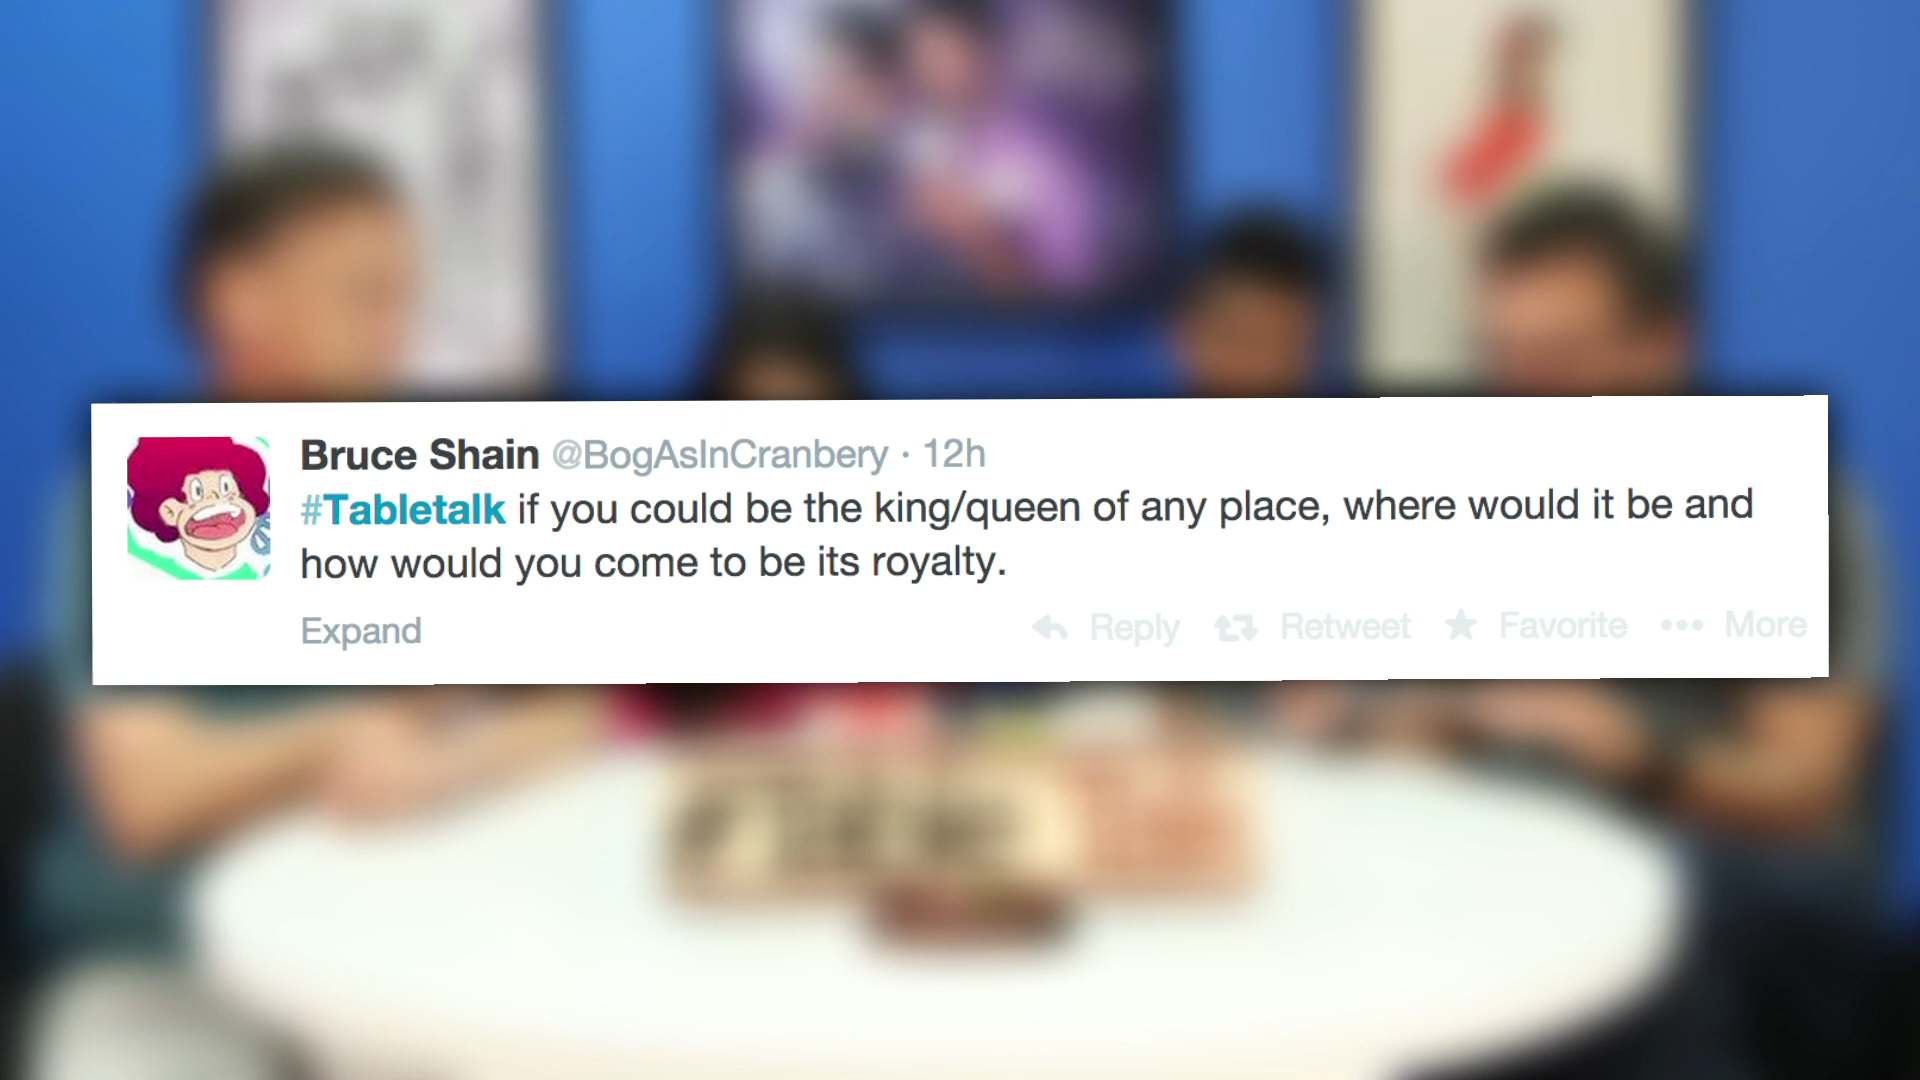 Bruce Shain @BogAsInCranbery · 12h
#Tabletalk if you could be the king/queen of any place, where would it be and
how would you come to be its royalty.
Expand Reply Retweet Favorite More